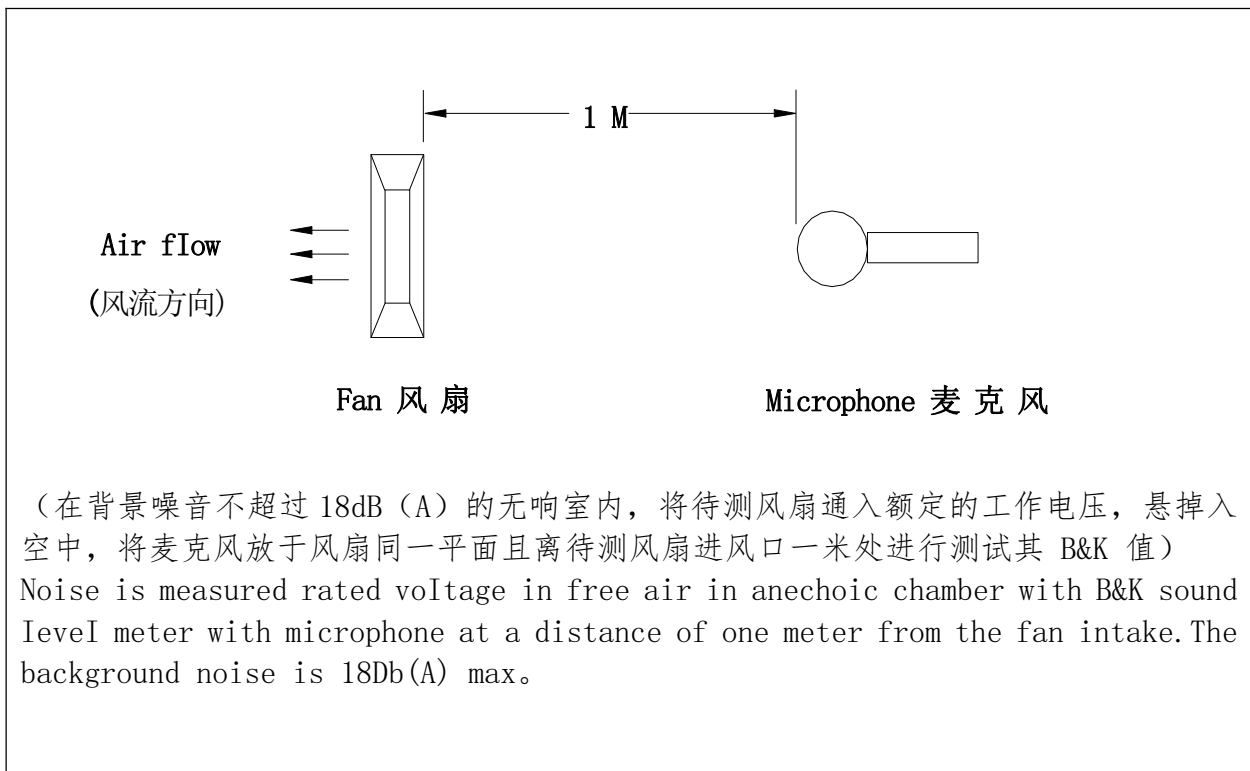 1 M
Air fIow
(风流方向)
Fan 风 扇
Microphone 麦 克 风
（在背景噪音不超过 18dB（A）的无响室内，将待测风扇通入额定的工作电压，悬掉入
空中，将麦克风放于风扇同一平面且离待测风扇进风口一米处进行测试其 B&K 值）
Noise is measured rated voItage in free air in anechoic chamber with B&K sound
IeveI meter with microphone at a distance of one meter from the fan intake.The
background noise is 18Db(A) max。